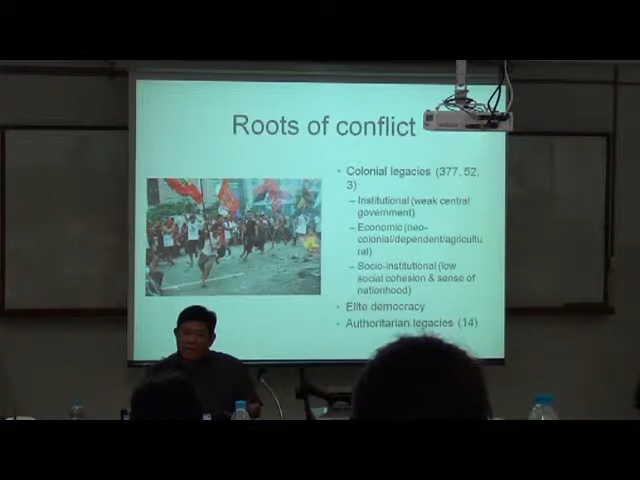 Roots of conflict
• Colonial legacies (377, 52,
3)
– Institutional (weak central
government)
– Economic (neo-
colonial/dependent/agricultu
ral)
– Socio-institutional (low
social cohesion & sense of
nationhood)
• Elite democracy
• Authoritarian legacies (14)